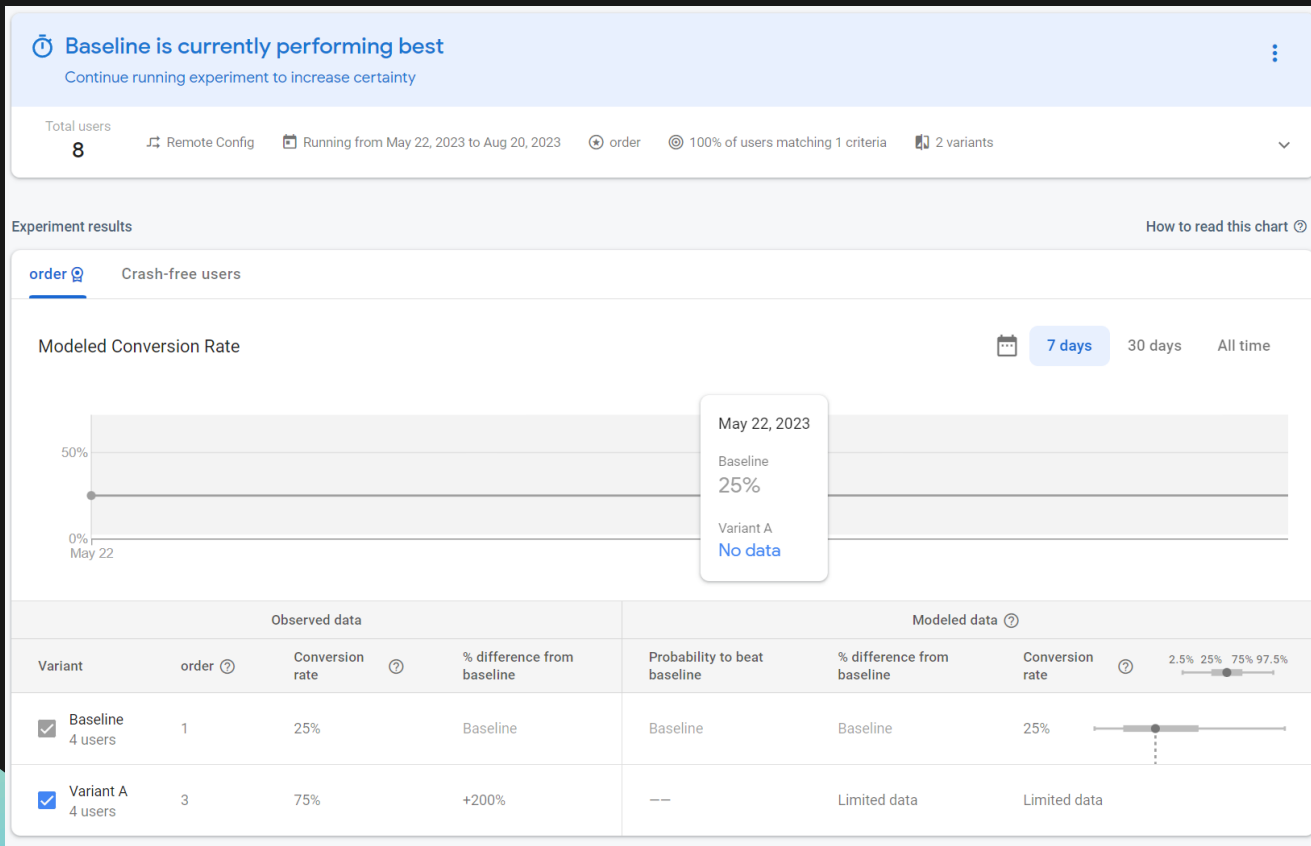 Baseline is currently performing best
Continue running experiment to increase certainty
Total users
8
Remote Config
Running from May 22, 2023 to Aug 20, 2023
order
100% of users matching 1 criteria
2 variants
Experiment results
How to read this chart
order
Crash-free users
Modeled Conversion Rate
7 days
30 days
All time
50%
0%
May 22
May 22, 2023
Baseline
25%
Variant A
No data
Observed data
Modeled data
Variant
order
Conversion
rate
% difference from
baseline
Probability to beat
baseline
% difference from
baseline
Conversion
rate
2.5% 25% 75% 97.5%
Baseline
4 users
1
25%
Baseline
Baseline
Baseline
25%
Variant A
4 users
3
75%
+200%
——
Limited data
Limited data